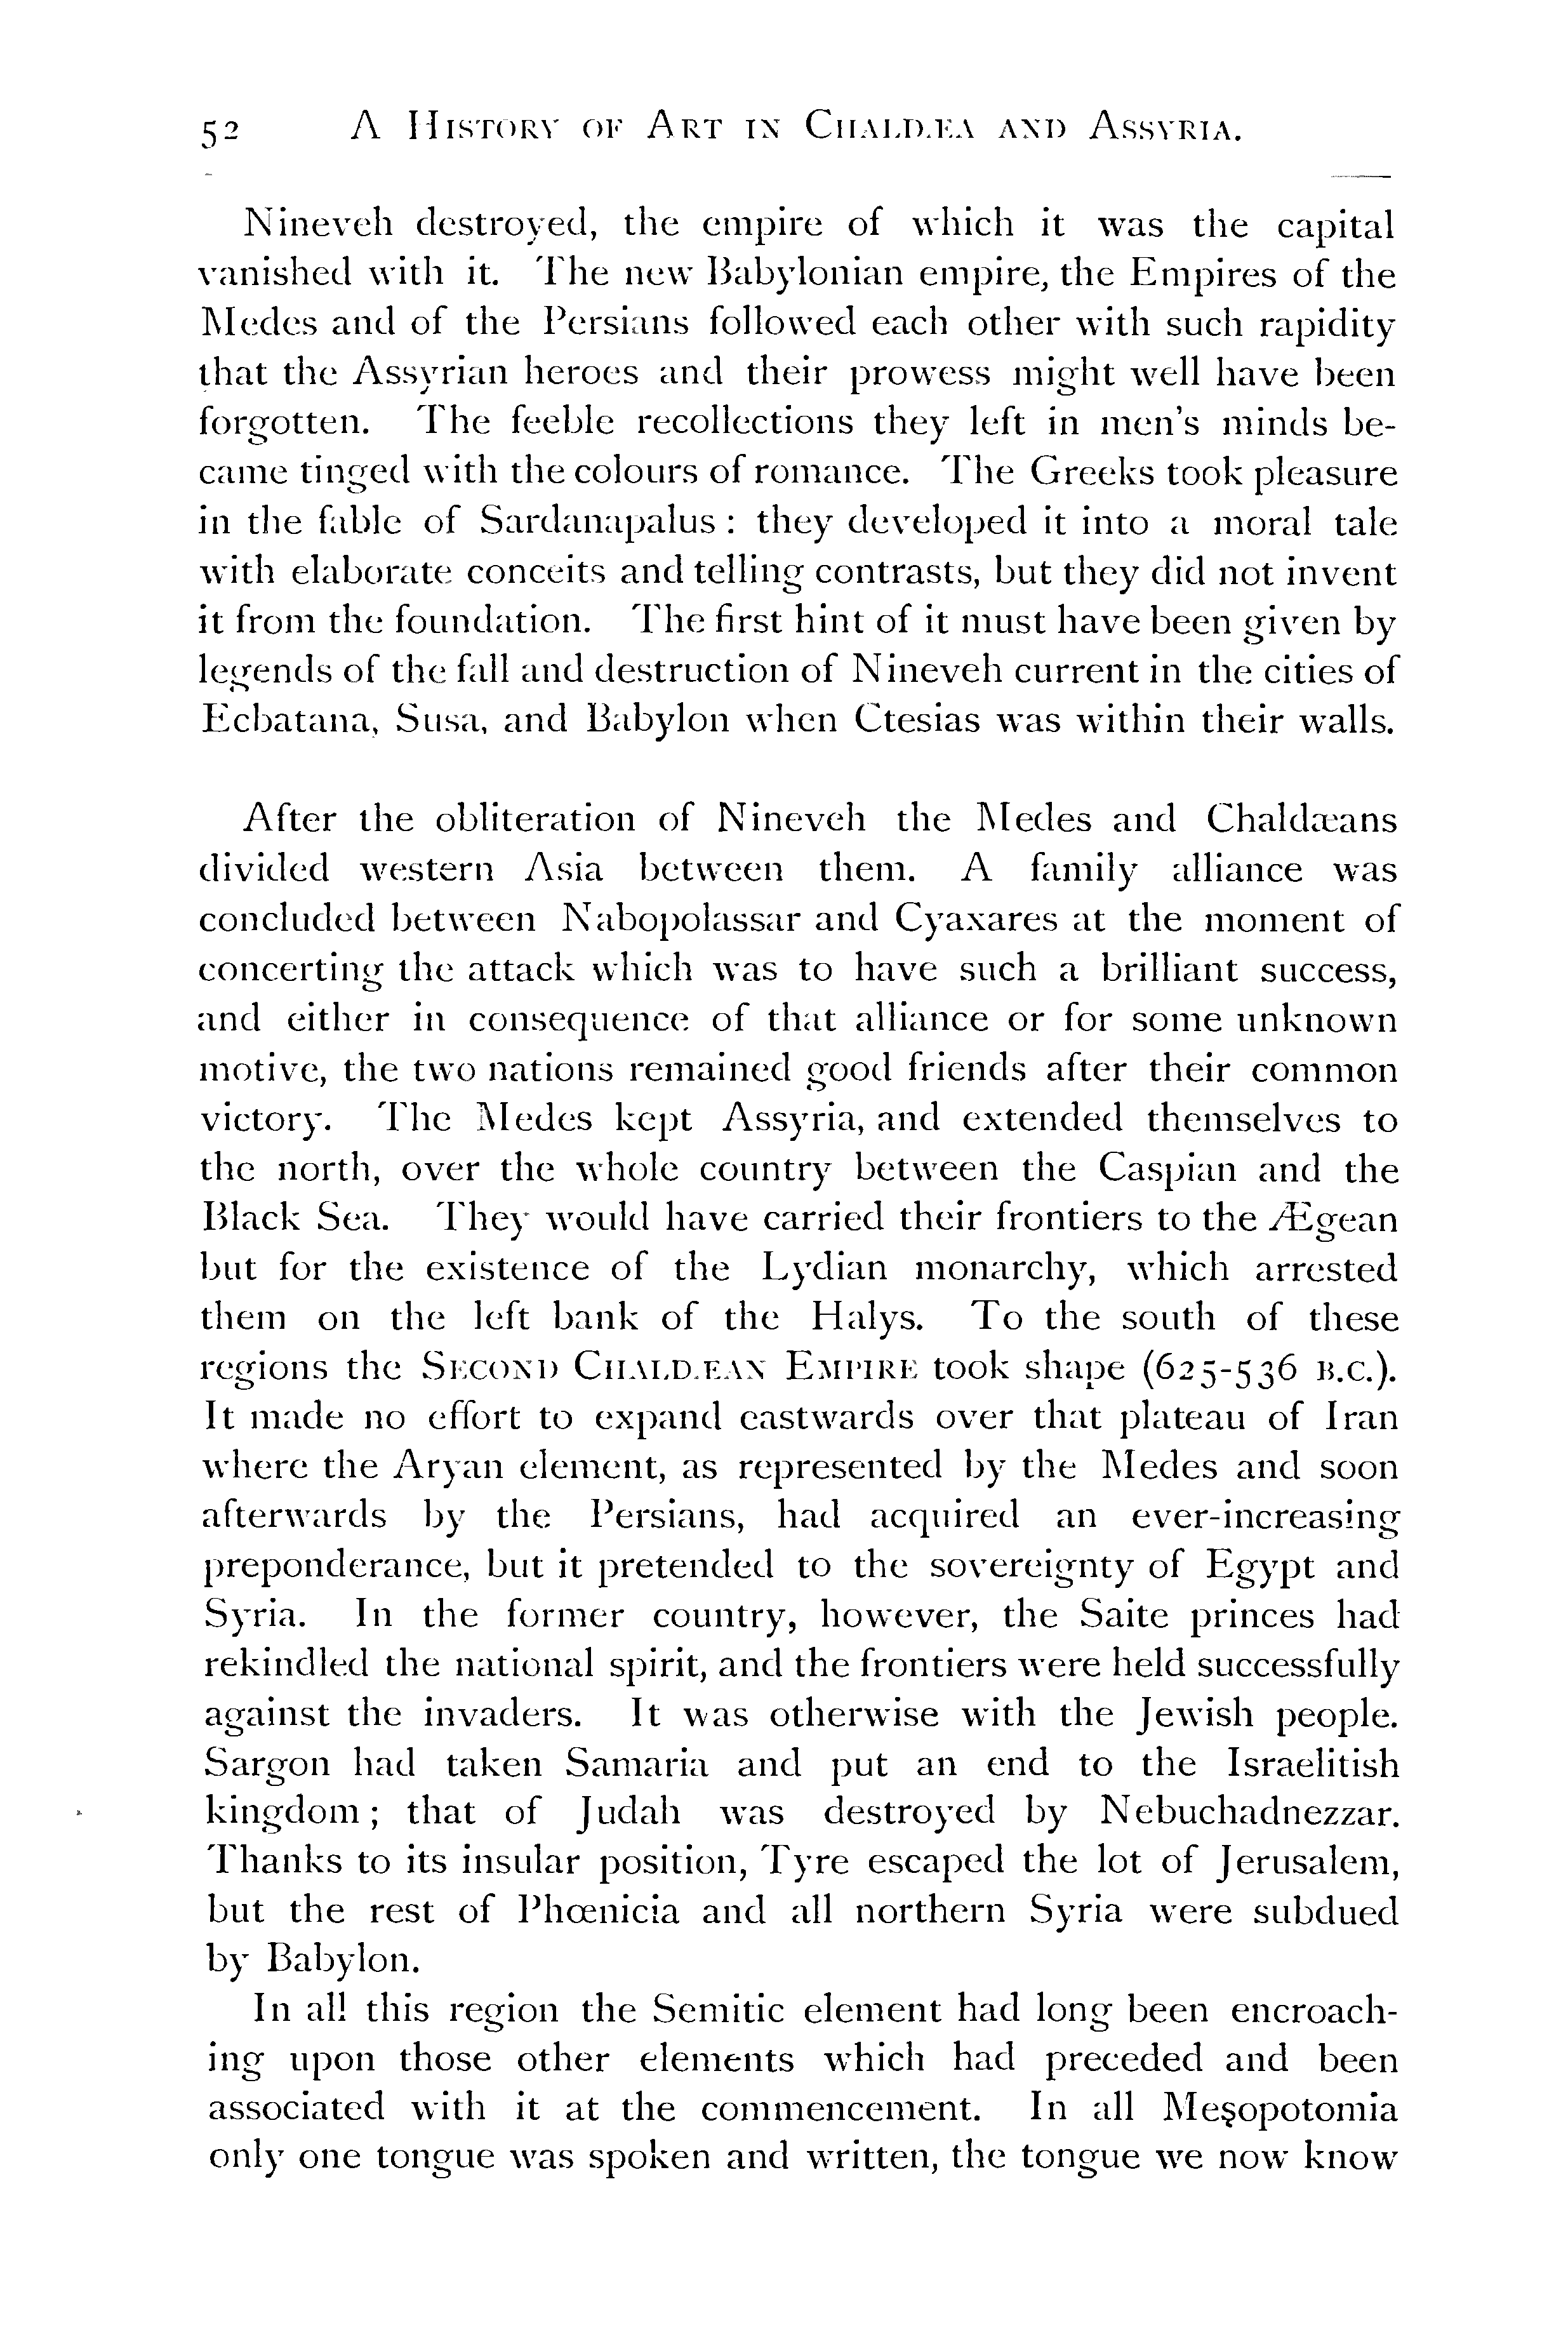 52 A History of Art in Chaldæa and Assyria.
Nineveh destroyed, the empire of which it was the capital
vanished with it. The new Babylonian empire, the Empires of the
Medes and of the Persians followed each other with such rapidity
that the Assyrian heroes and their prowess might well have been
forgotten. The feeble recollections they left in men's minds be-
came tinged with the colours of romance. The Greeks took pleasure
in the fable of Sardanapalus : they developed it into a moral tale
with elaborate conceits and telling contrasts, but they did not invent
it from the foundation. The first hint of it must have been given by
legends of the fall and destruction of Nineveh current in the cities of
Ecbatana, Susa, and Babylon when Ctesias was within their walls.
After the obliteration of Nineveh the Medes and Chaldæans
divided western Asia between them. A family alliance was
concluded between Nabopolassar and Cyaxares at the moment of
concerting the attack which was to have such a brilliant success,
and either in consequence of that alliance or for some unknown
motive, the two nations remained good friends after their common
victory. The Medes kept Assyria, and extended themselves to
the north, over the whole country between the Caspian and the
Black Sea. They would have carried their frontiers to the Ægean
but for the existence of the Lydian monarchy, which arrested
them on the left bank of the Halys. To the south of these
regions the Second Chaldæan Empire took shape (625-536 B.C.).
It made no effort to expand eastwards over that plateau of Iran
where the Aryan element, as represented by the Medes and soon
afterwards by the Persians, had acquired an ever-increasing
preponderance, but it pretended to the sovereignty of Egypt and
Syria. In the former country, however, the Saite princes had
rekindled the national spirit, and the frontiers were held successfully
against the invaders. It was otherwise with the Jewish people.
Sargon had taken Samaria and put an end to the Israelitish
kingdom ; that of Judah was destroyed by Nebuchadnezzar.
Thanks to its insular position, Tyre escaped the lot of Jerusalem,
but the rest of Phœnicia and all northern Syria were subdued
by Babylon.
In all this region the Semitic element had long been encroach-
ing upon those other elements which had preceded and been
associated with it at the commencement. In all Mesopotomia
only one tongue was spoken and written, the tongue we now know